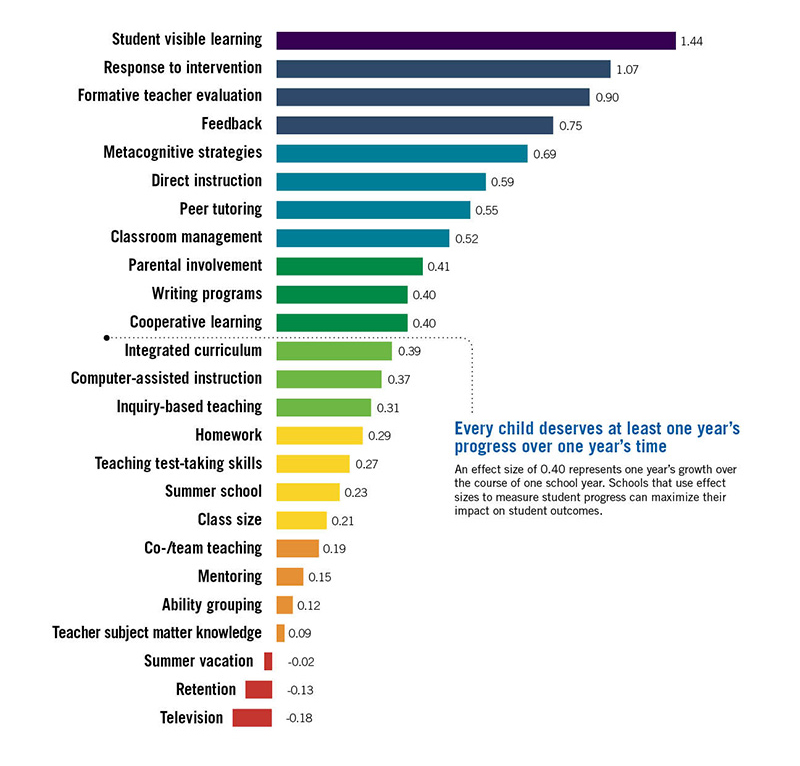 Student visible learning 1.44
Response to intervention 1.07
Formative teacher evaluation 0.90
Feedback 0.75
Metacognitive strategies 0.69
Direct instruction 0.59
Peer tutoring 0.55
Classroom management 0.52
Parental involvement 0.41
Writing programs 0.40
Cooperative learning 0.40
Integrated curriculum 0.39
Computer-assisted instruction 0.37
Inquiry-based teaching 0.31
Homework 0.29
Teaching test-taking skills 0.27
Summer school 0.23
Class size 0.21
Co-/team teaching 0.19
Mentoring 0.15
Ability grouping 0.12
Teacher subject matter knowledge 0.09
Summer vacation -0.02
Retention -0.13
Television -0.18
Every child deserves at least one year’s
progress over one year’s time
An effect size of 0.40 represents one year’s growth over
the course of one school year. Schools that use effect
sizes to measure student progress can maximize their
impact on student outcomes.